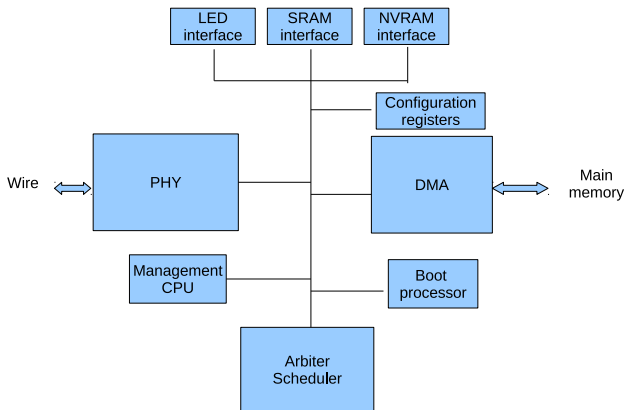 LED
interface
SRAM
interface
NVRAM
interface
Configuration
registers
Wire
PHY
DMA
Main
memory
Management
CPU
Boot
processor
Arbiter
Scheduler